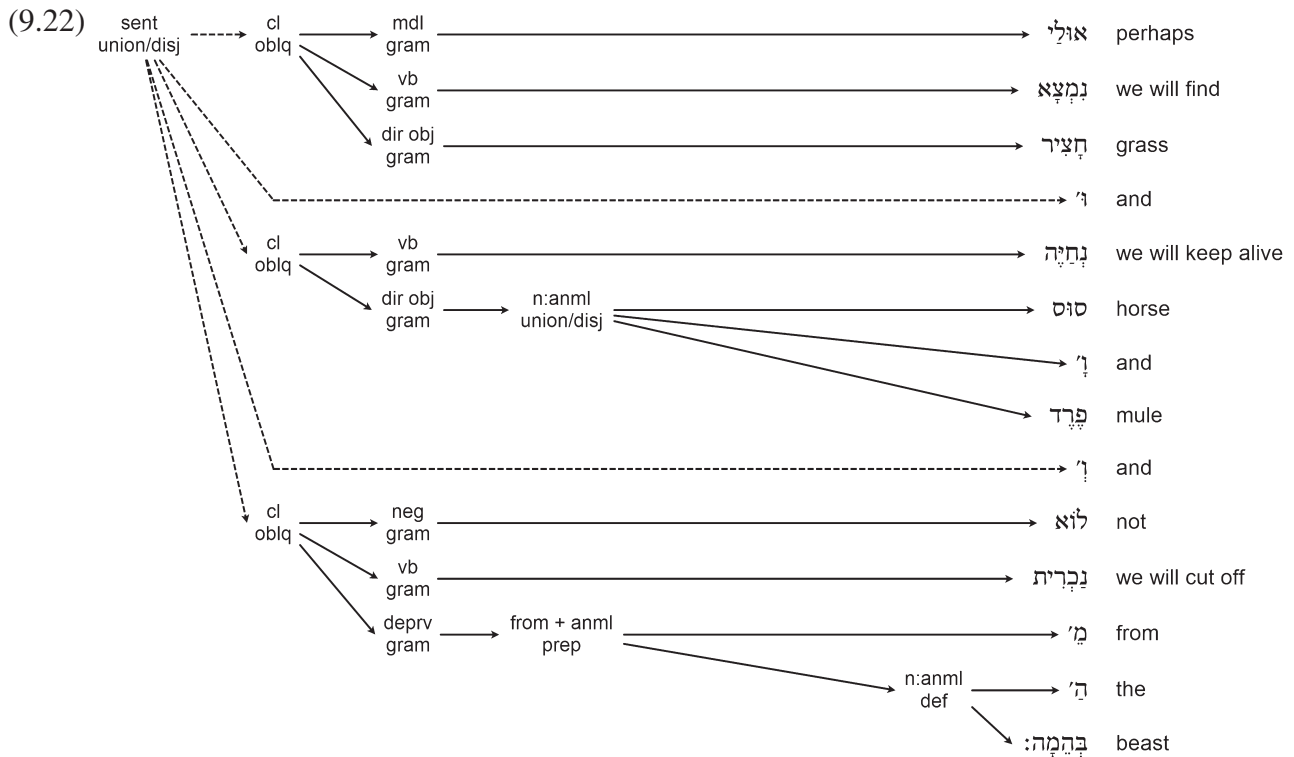 (9.22)
sent
union/disj
cl
oblq
mdl
gram
אוּלַי perhaps
vb
gram
נִמְצָא we will find
dir obj
gram
חָצִיר grass
וּ׳ and
cl
oblq
vb
gram
נְחַיֶּה we will keep alive
dir obj
gram
n:anml
union/disj
סוּס horse
וָ׳ and
פֶרֶד mule
וְ׳ and
cl
oblq
neg
gram
לוֹא not
vb
gram
נַכְרִית we will cut off
deprv
gram
from + anml
prep
מֵ׳ from
n:anml
def
הַ׳ the
בְּהֵמָה׃ beast